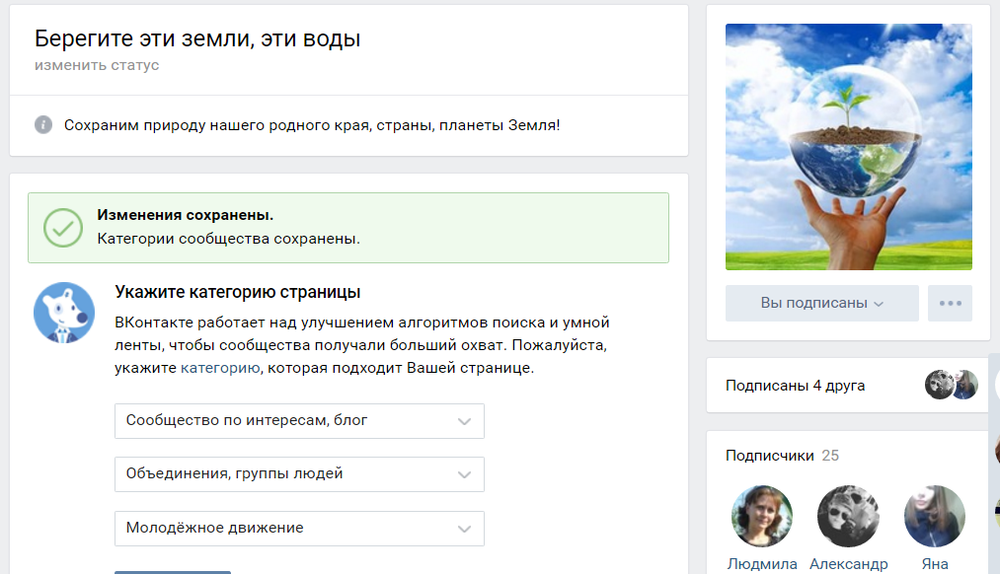 Берегите эти земли, эти воды
изменить статус
Сохраним природу нашего родного края, страны, планеты Земля!
Изменения сохранены.
Категории сообщества сохранены.
Укажите категорию страницы
ВКонтакте работает над улучшением алгоритмов поиска и умной
ленты, чтобы сообщества получали больший охват. Пожалуйста,
укажите категорию, которая подходит Вашей странице.
Сообщество по интересам, блог
Объединения, группы людей
Молодёжное движение
Вы подписаны
Подписаны 4 друга
Подписчики 25
Людмила Александр Яна